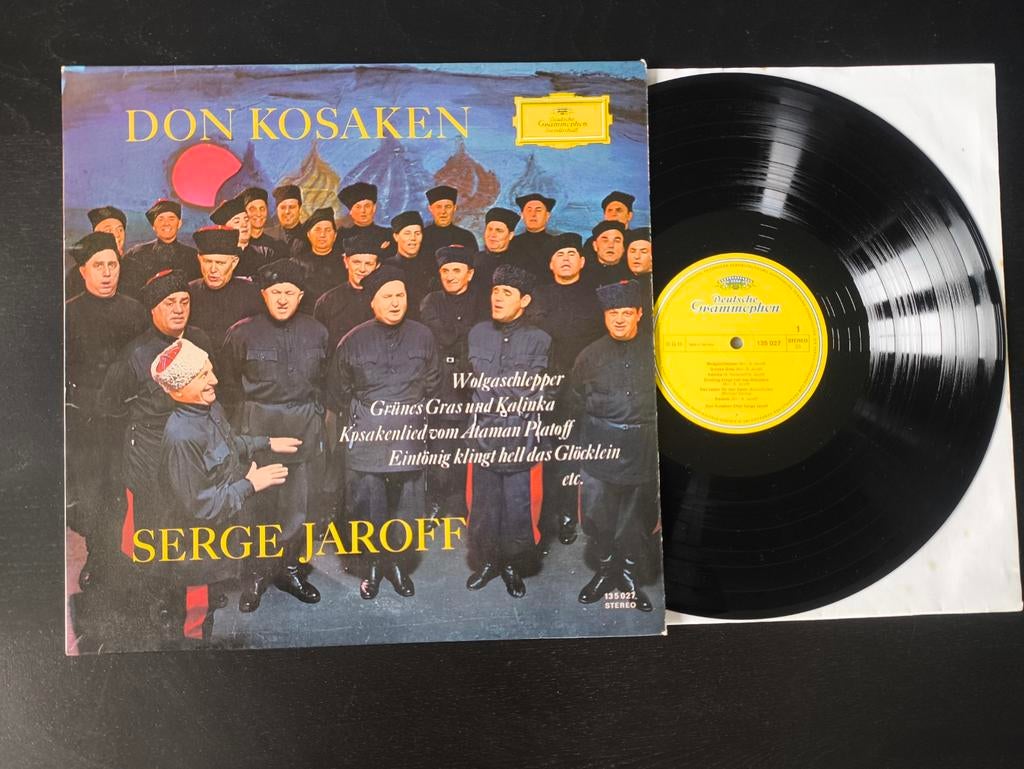 DON KOSAKEN
Deutsche
Grammophon
Gesellschaft
Wolgaschlepper
Grünes Gras und Kalinka
Kosakenlied vom Ataman Platoff
Eintönig klingt hell das Glöcklein
etc.
SERGE JAROFF
135 027
STEREO
Deutsche
Grammophon
1
135 027
STEREO
33